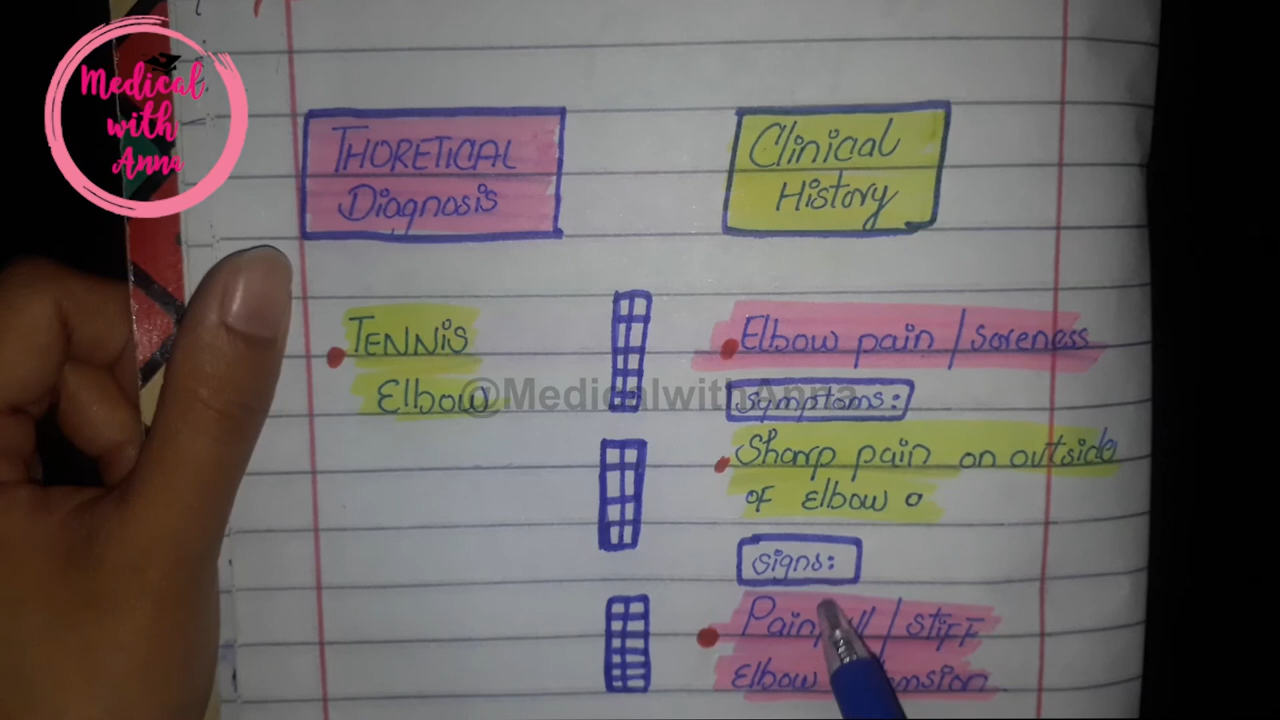 Medical
with
Anna
THORETICAL
Diagnosis
Clinical
History
TENNIS
Elbow
@MedicalwithAnna
Elbow pain / soreness
Symptoms:
Sharp pain on outside
of Elbow
Signs:
/ stiff
Elbow